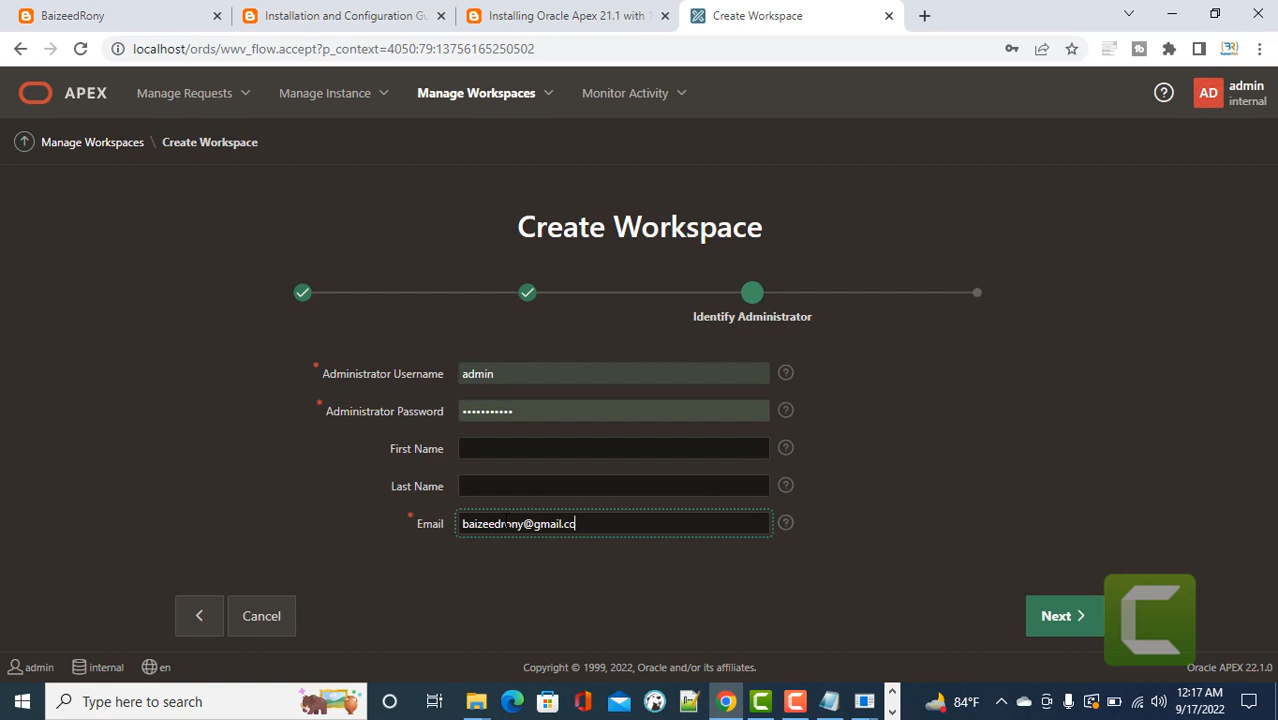 BaizeedRony
Installation and Configuration Gu
Installing Oracle Apex 21.1 with 1
Create Workspace
localhost/ords/wwv_flow.accept?p_context=4050:79:13756165250502
APEX
Manage Requests
Manage Instance
Manage Workspaces
Monitor Activity
AD
admin
internal
Manage Workspaces \ Create Workspace
Create Workspace
Identify Administrator
* Administrator Username
admin
* Administrator Password
•••••••••••
First Name
Last Name
* Email
baizeedrony@gmail.co
Cancel
Next
admin
internal
en
Copyright © 1999, 2022, Oracle and/or its affiliates.
Oracle APEX 22.1.0
Type here to search
84°F
12:17 AM
9/17/2022